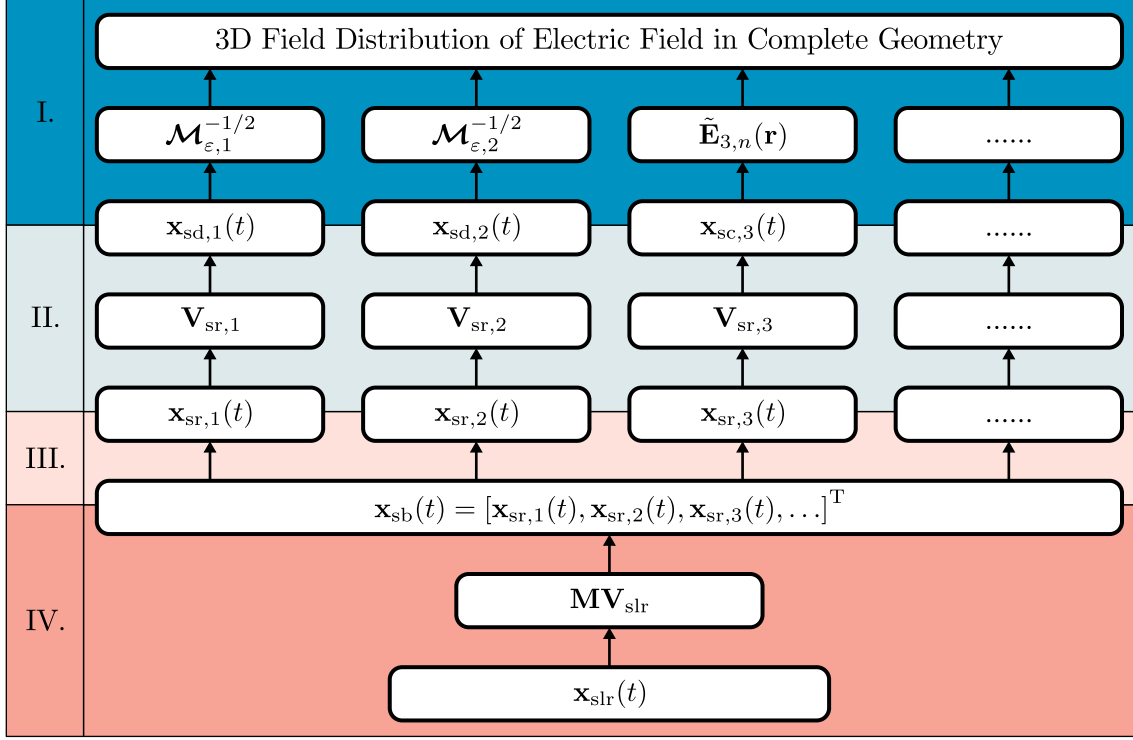 3D Field Distribution of Electric Field in Complete Geometry
I.
𝓜_{ε,1}^{−1/2} 𝓜_{ε,2}^{−1/2} Ẽ_{3,n}(r) ......
x_{sd,1}(t) x_{sd,2}(t) x_{sc,3}(t) ......
II.
V_{sr,1} V_{sr,2} V_{sr,3} ......
x_{sr,1}(t) x_{sr,2}(t) x_{sr,3}(t) ......
III.
x_{sb}(t) = [x_{sr,1}(t), x_{sr,2}(t), x_{sr,3}(t), ...]^T
IV.
MV_{slr}
x_{slr}(t)